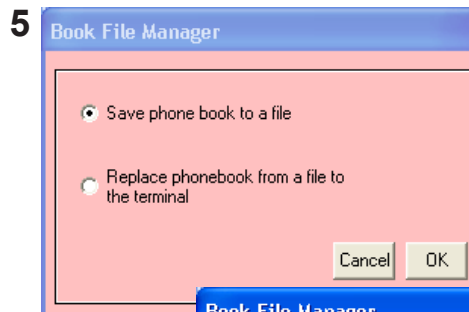 5
Book File Manager
Save phone book to a file
Replace phonebook from a file to
the terminal
Cancel OK
Book File Manager